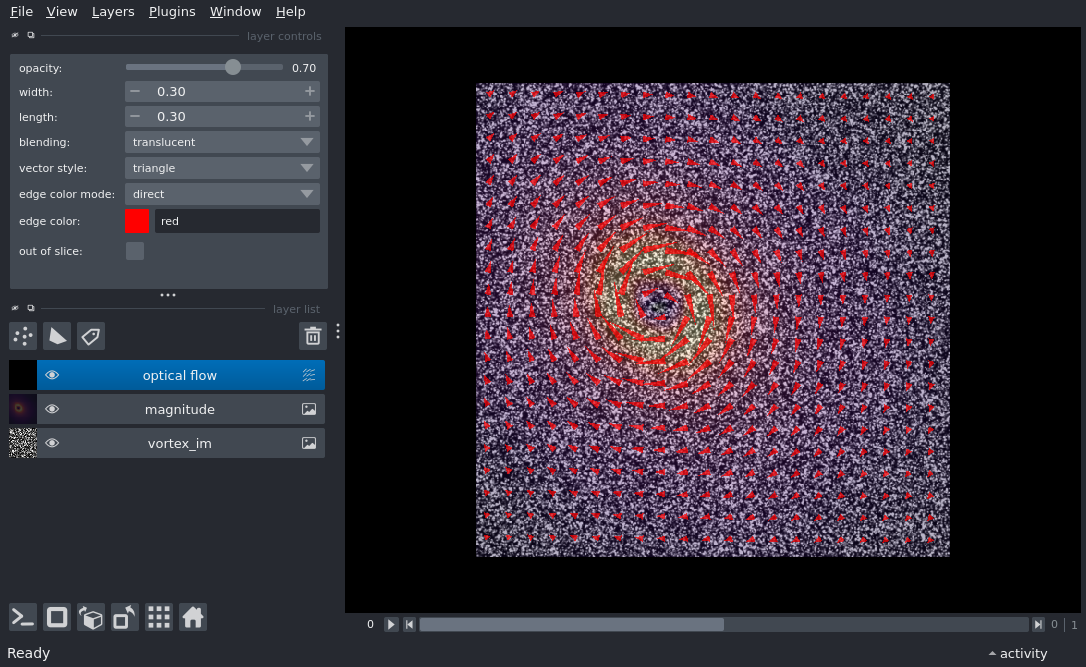 File View Layers Plugins Window Help
layer controls
opacity: 0.70
width: 0.30
length: 0.30
blending: translucent
vector style: triangle
edge color mode: direct
edge color: red
out of slice:
layer list
optical flow
magnitude
vortex_im
0 0 1
Ready activity